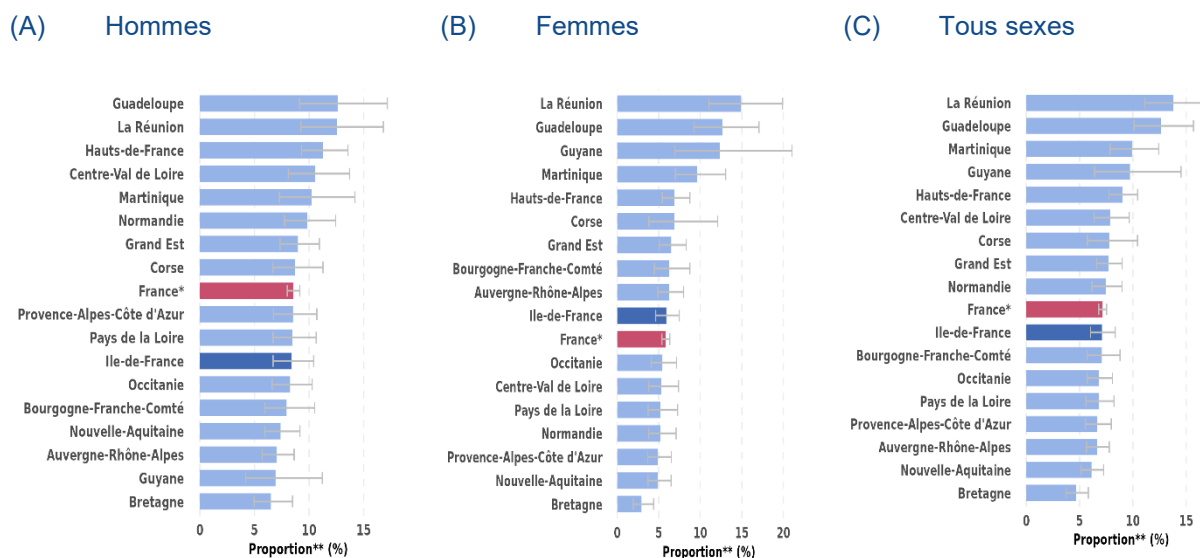 (A) Hommes
Guadeloupe
La Réunion
Hauts-de-France
Centre-Val de Loire
Martinique
Normandie
Grand Est
Corse
France*
Provence-Alpes-Côte d'Azur
Pays de la Loire
Ile-de-France
Occitanie
Bourgogne-Franche-Comté
Nouvelle-Aquitaine
Auvergne-Rhône-Alpes
Guyane
Bretagne
0 5 10 15
Proportion** (%)
(B) Femmes
La Réunion
Guadeloupe
Guyane
Martinique
Hauts-de-France
Corse
Grand Est
Bourgogne-Franche-Comté
Auvergne-Rhône-Alpes
Ile-de-France
France*
Occitanie
Centre-Val de Loire
Pays de la Loire
Normandie
Provence-Alpes-Côte d'Azur
Nouvelle-Aquitaine
Bretagne
0 5 10 15 20
Proportion** (%)
(C) Tous sexes
La Réunion
Guadeloupe
Martinique
Guyane
Hauts-de-France
Centre-Val de Loire
Corse
Grand Est
Normandie
France*
Ile-de-France
Bourgogne-Franche-Comté
Occitanie
Pays de la Loire
Provence-Alpes-Côte d'Azur
Auvergne-Rhône-Alpes
Nouvelle-Aquitaine
Bretagne
0 5 10 15
Proportion** (%)